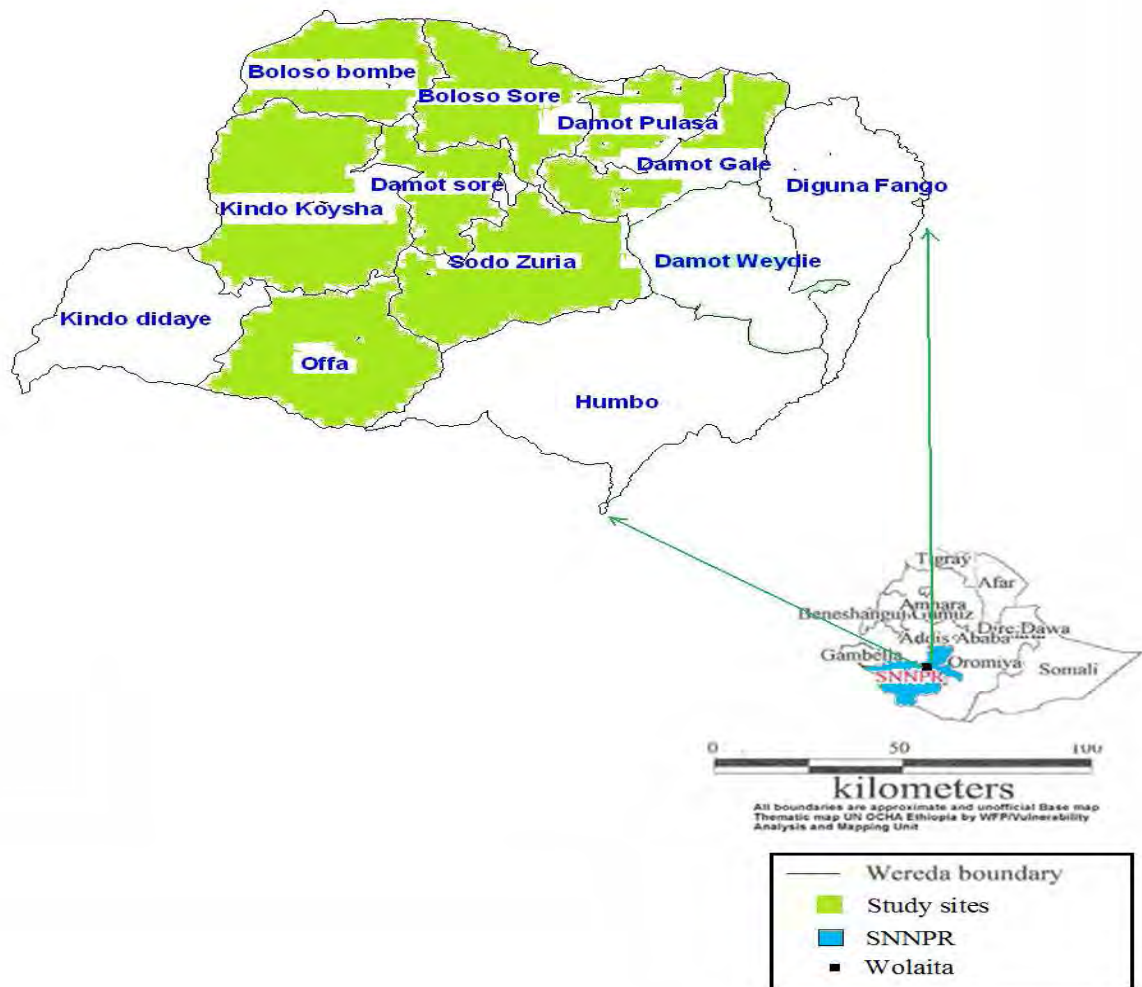 Boloso bombe
Boloso Sore
Damot Pulasa
Damot Gale
Diguna Fango
Damot sore
Kindo Koysha
Sodo Zuria
Damot Weydie
Kindo didaye
Offa
Humbo
Tigray
Afar
Amhara
Beneshangul Gumuz
Dire Dawa
Addis Ababa
Gambella
Oromiya
Somali
SNNPR
0 50 100
kilometers
All boundaries are approximate and unofficial Base map
Thematic map UN OCHA Ethiopia by WFP/Vulnerability
Analysis and Mapping Unit
Wereda boundary
Study sites
SNNPR
Wolaita